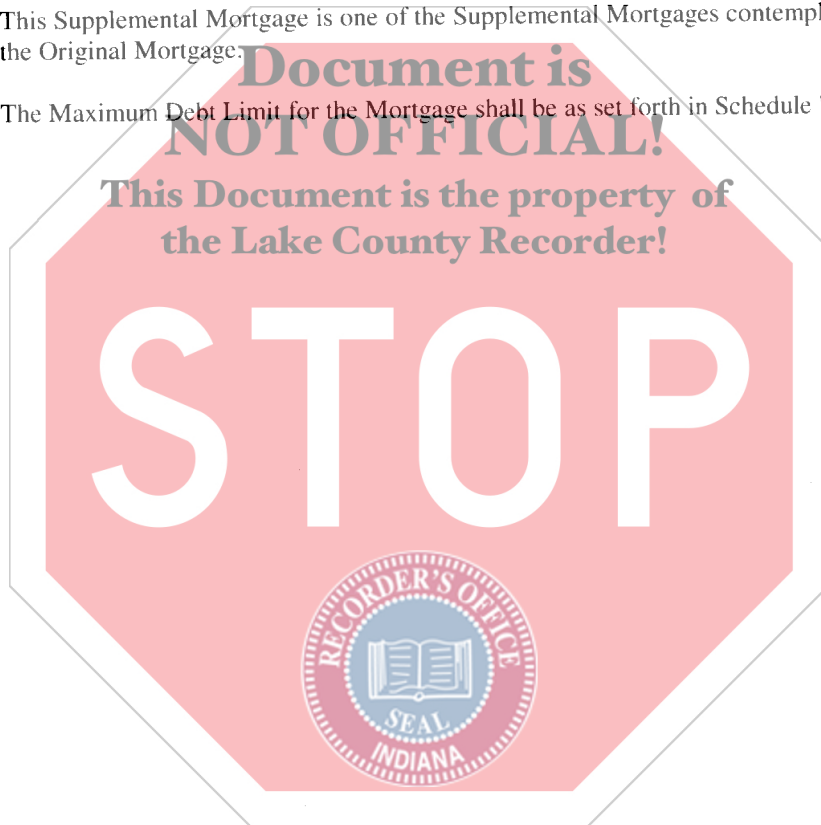 This Supplemental Mortgage is one of the Supplemental Mortgages
the Original Mortgage.
Document is
The Maximum Debt Limit for the Mortgage shall be as set forth in Schedule
NOT OFFICIAL!
This Document is the property of
the Lake County Recorder!
STOP
RECORDER'S OFFICE
SEAL
INDIANA